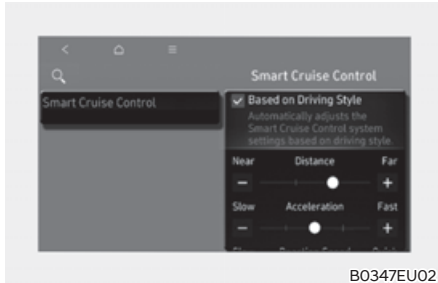 Smart Cruise Control
Smart Cruise Control
Based on Driving Style
Automatically adjusts the
Smart Cruise Control system
settings based on driving style.
Near Distance Far
− +
Slow Acceleration Fast
− +
B0347EU02